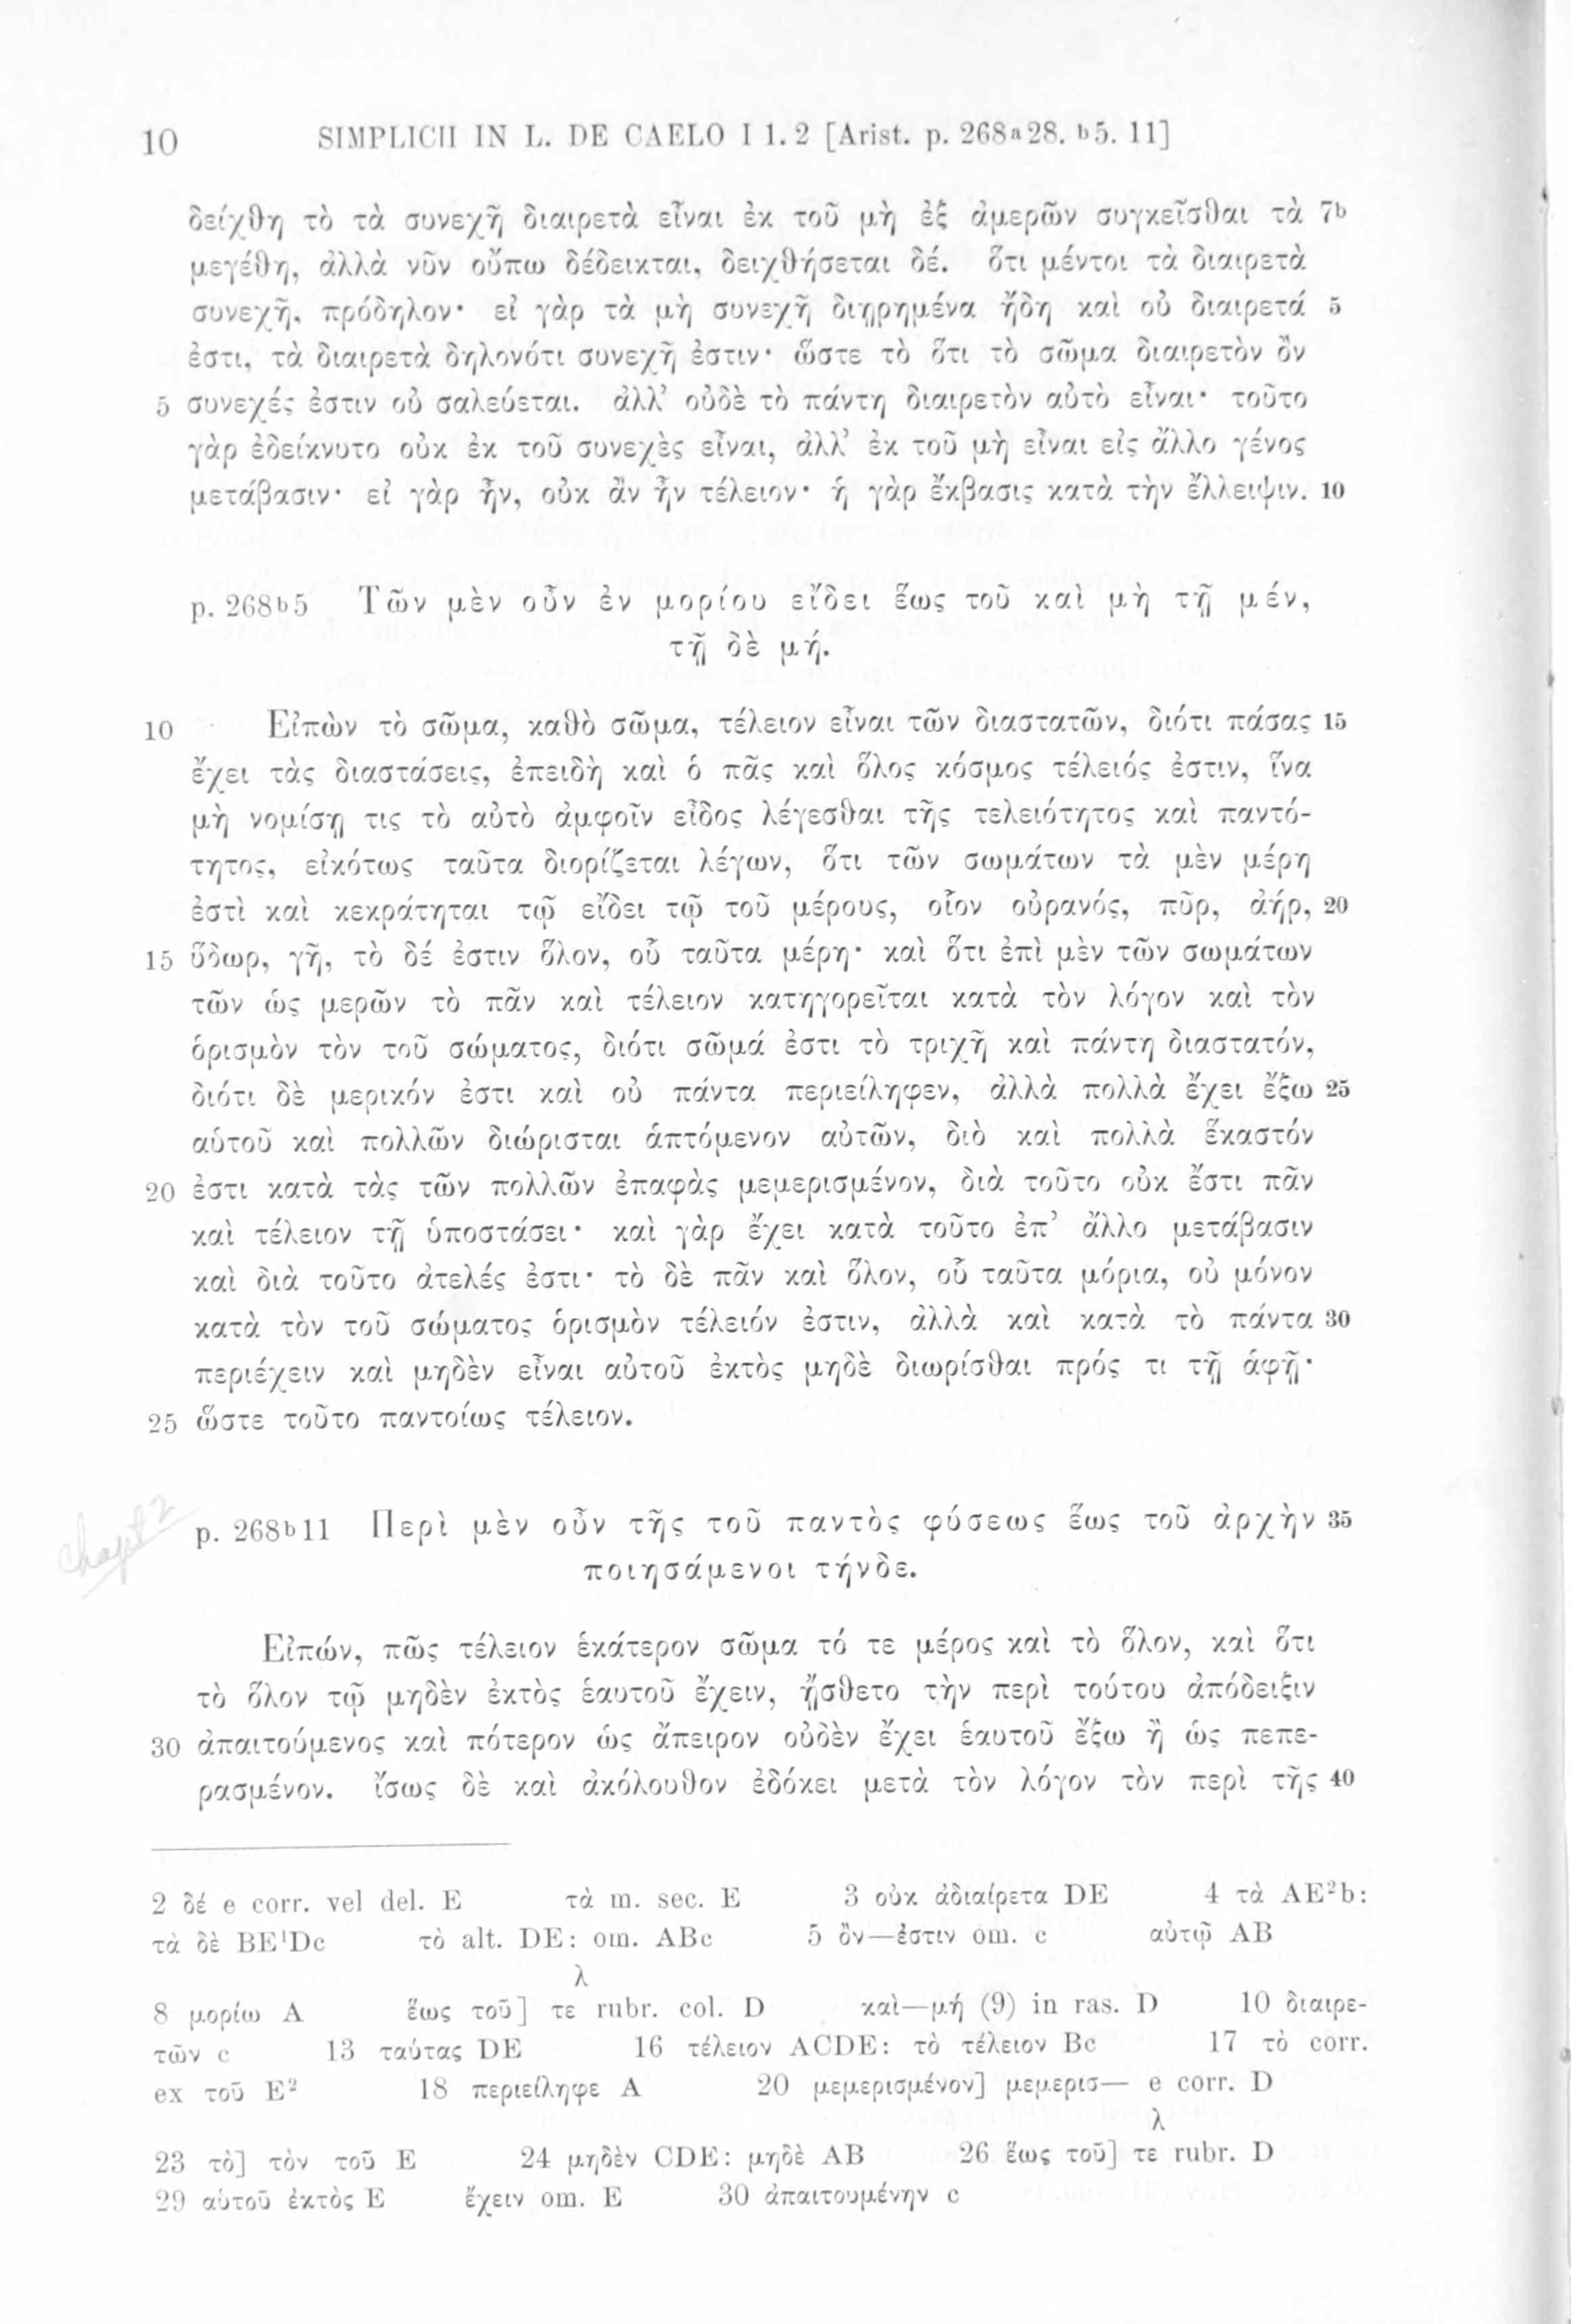 10 SIMPLICII IN L. DE CAELO I 1. 2 [Arist. p. 268a28. b5. 11]
δείχθη τὸ τὰ συνεχῆ διαιρετὰ εἶναι ἐκ τοῦ μὴ ἐξ ἀμερῶν συγκεῖσθαι τὰ 7b
μεγέθη, ἀλλὰ νῦν οὔπω δέδεικται, δειχθήσεται δέ. ὅτι μέντοι τὰ διαιρετὰ
συνεχῆ, πρόδηλον· εἰ γὰρ τὰ μὴ συνεχῆ διῃρημένα ἤδη καὶ οὐ διαιρετά 5
ἐστι, τὰ διαιρετὰ δηλονότι συνεχῆ ἐστιν· ὥστε τὸ ὅτι τὸ σῶμα διαιρετὸν ὂν
5 συνεχές ἐστιν οὐ σαλεύεται. ἀλλ’ οὐδὲ τὸ πάντη διαιρετὸν αὐτὸ εἶναι· τοῦτο
γὰρ ἐδείκνυτο οὐκ ἐκ τοῦ συνεχὲς εἶναι, ἀλλ’ ἐκ τοῦ μὴ εἶναι εἰς ἄλλο γένος
μετάβασιν· εἰ γὰρ ἦν, οὐκ ἂν ἦν τέλειον· ἡ γὰρ ἔκβασις κατὰ τὴν ἔλλειψιν. 10
p. 268b5 Τῶν μὲν οὖν ἐν μορίου εἴδει ἕως τοῦ καὶ μὴ τῇ μέν,
τῇ δὲ μή.
10 Εἰπὼν τὸ σῶμα, καθὸ σῶμα, τέλειον εἶναι τῶν διαστατῶν, διότι πάσας 15
ἔχει τὰς διαστάσεις, ἐπειδὴ καὶ ὁ πᾶς καὶ ὅλος κόσμος τέλειός ἐστιν, ἵνα
μὴ νομίσῃ τις τὸ αὐτὸ ἀμφοῖν εἶδος λέγεσθαι τῆς τελειότητος καὶ παντό-
τητος, εἰκότως ταῦτα διορίζεται λέγων, ὅτι τῶν σωμάτων τὰ μὲν μέρη
ἐστὶ καὶ κεκράτηται τῷ εἴδει τῷ τοῦ μέρους, οἷον οὐρανός, πῦρ, ἀήρ, 20
15 ὕδωρ, γῆ, τὸ δέ ἐστιν ὅλον, οὗ ταῦτα μέρη· καὶ ὅτι ἐπὶ μὲν τῶν σωμάτων
τῶν ὡς μερῶν τὸ πᾶν καὶ τέλειον κατηγορεῖται κατὰ τὸν λόγον καὶ τὸν
ὁρισμὸν τὸν τοῦ σώματος, διότι σῶμά ἐστι τὸ τριχῆ καὶ πάντη διαστατόν,
διότι δὲ μερικόν ἐστι καὶ οὐ πάντα περιείληφεν, ἀλλὰ πολλὰ ἔχει ἔξω 25
αὑτοῦ καὶ πολλῶν διώρισται ἁπτόμενον αὐτῶν, διὸ καὶ πολλὰ ἕκαστόν
20 ἐστι κατὰ τὰς τῶν πολλῶν ἐπαφὰς μεμερισμένον, διὰ τοῦτο οὐκ ἔστι πᾶν
καὶ τέλειον τῇ ὑποστάσει· καὶ γὰρ ἔχει κατὰ τοῦτο ἐπ’ ἄλλο μετάβασιν
καὶ διὰ τοῦτο ἀτελές ἐστι· τὸ δὲ πᾶν καὶ ὅλον, οὗ ταῦτα μόρια, οὐ μόνον
κατὰ τὸν τοῦ σώματος ὁρισμὸν τέλειόν ἐστιν, ἀλλὰ καὶ κατὰ τὸ πάντα 30
περιέχειν καὶ μηδὲν εἶναι αὐτοῦ ἐκτὸς μηδὲ διωρίσθαι πρός τι τῇ ἁφῇ·
25 ὥστε τοῦτο παντοίως τέλειον.
chapt 2
p. 268b11 Περὶ μὲν οὖν τῆς τοῦ παντὸς φύσεως ἕως τοῦ ἀρχὴν 35
ποιησάμενοι τήνδε.
Εἰπών, πῶς τέλειον ἑκάτερον σῶμα τό τε μέρος καὶ τὸ ὅλον, καὶ ὅτι
τὸ ὅλον τῷ μηδὲν ἐκτὸς ἑαυτοῦ ἔχειν, ᾔσθετο τὴν περὶ τούτου ἀπόδειξιν
30 ἀπαιτούμενος καὶ πότερον ὡς ἄπειρον οὐδὲν ἔχει ἑαυτοῦ ἔξω ἢ ὡς πεπε-
ρασμένον. ἴσως δὲ καὶ ἀκόλουθον ἐδόκει μετὰ τὸν λόγον τὸν περὶ τῆς 40
2 δέ e corr. vel del. E τὰ m. sec. E 3 οὐκ ἀδιαίρετα DE 4 τὰ AE²b:
τὰ δὲ BE¹Dc τὸ alt. DE: om. ABc 5 ὂν—ἐστιν om. c αὐτῷ AB
λ
8 μορίω A ἕως τοῦ] τε rubr. col. D καὶ—μή (9) in ras. D 10 διαιρε-
τῶν c 13 ταύτας DE 16 τέλειον ACDE: τὸ τέλειον Bc 17 τὸ corr.
ex τοῦ E² 18 περιείληφε A 20 μεμερισμένον] μεμερισ— e corr. D
λ
23 τὸ] τὸν τοῦ E 24 μηδὲν CDE: μηδὲ AB 26 ἕως τοῦ] τε rubr. D
29 αὑτοῦ ἐκτὸς E ἔχειν om. E 30 ἀπαιτουμένην c